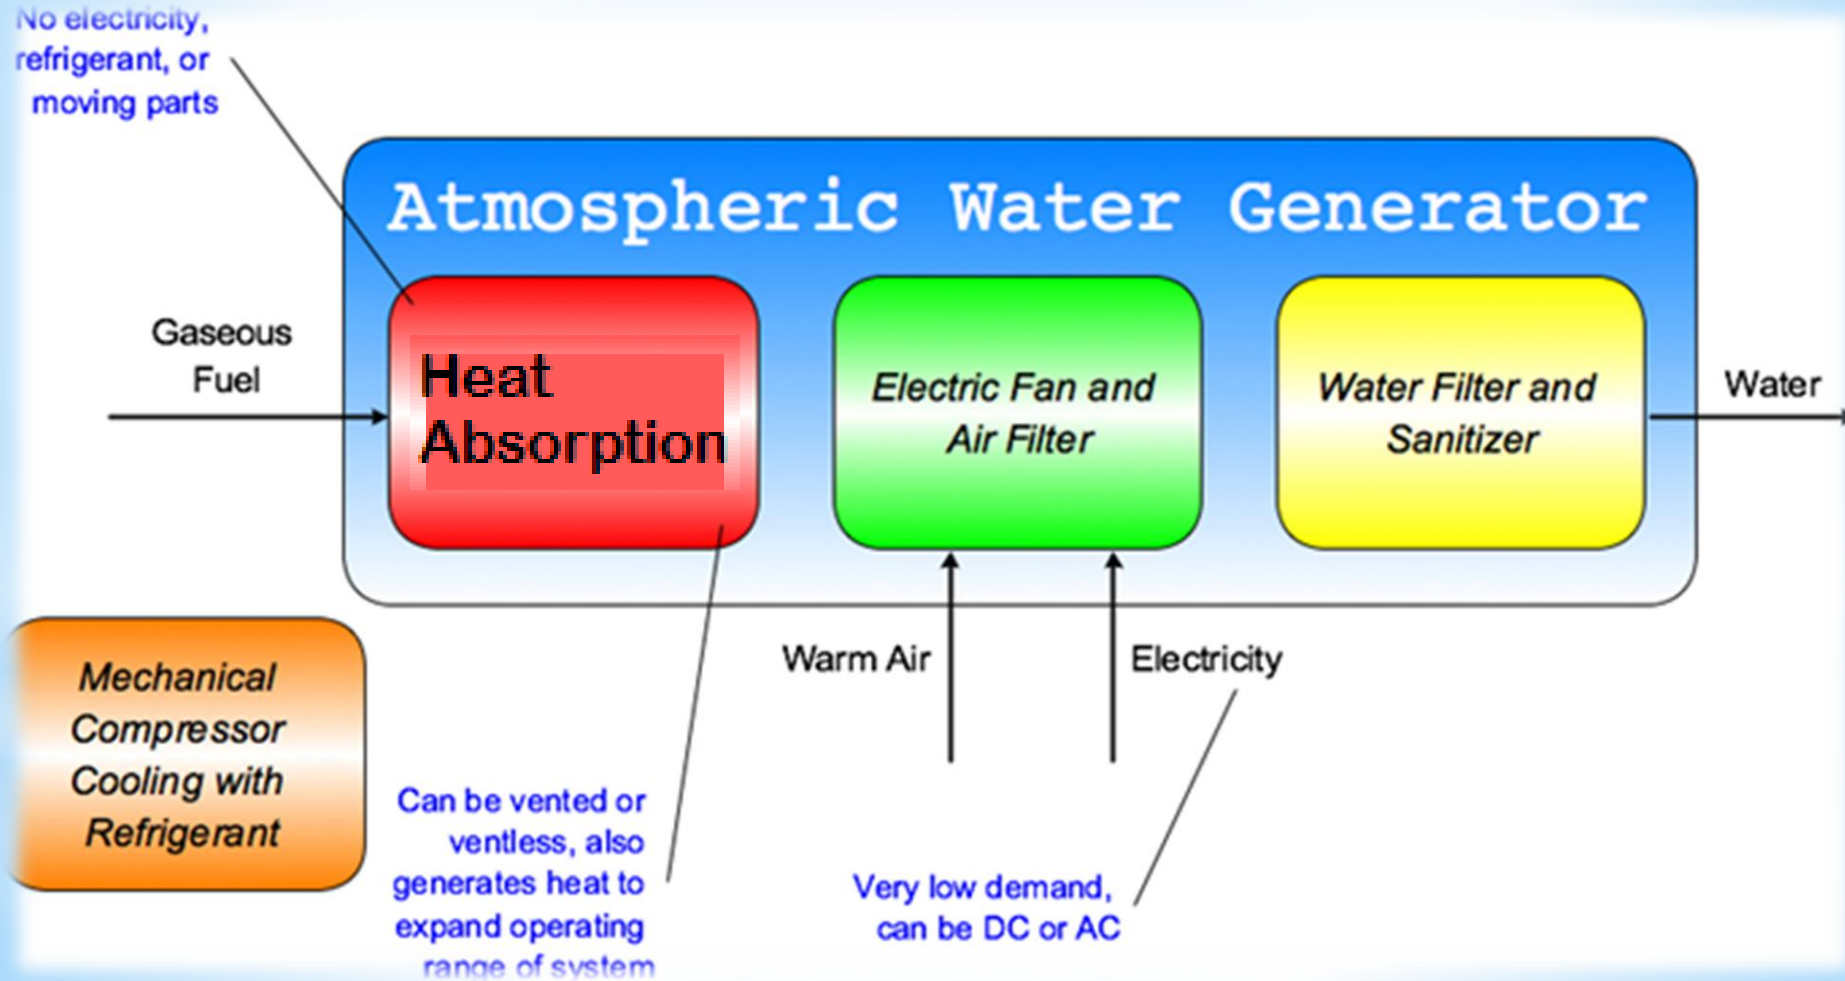 No electricity,
refrigerant, or
moving parts
Atmospheric Water Generator
Gaseous
Fuel
Heat
Absorption
Electric Fan and
Air Filter
Water Filter and
Sanitizer
Water
Warm Air
Electricity
Mechanical
Compressor
Cooling with
Refrigerant
Can be vented or
ventless, also
generates heat to
expand operating
range of system
Very low demand,
can be DC or AC